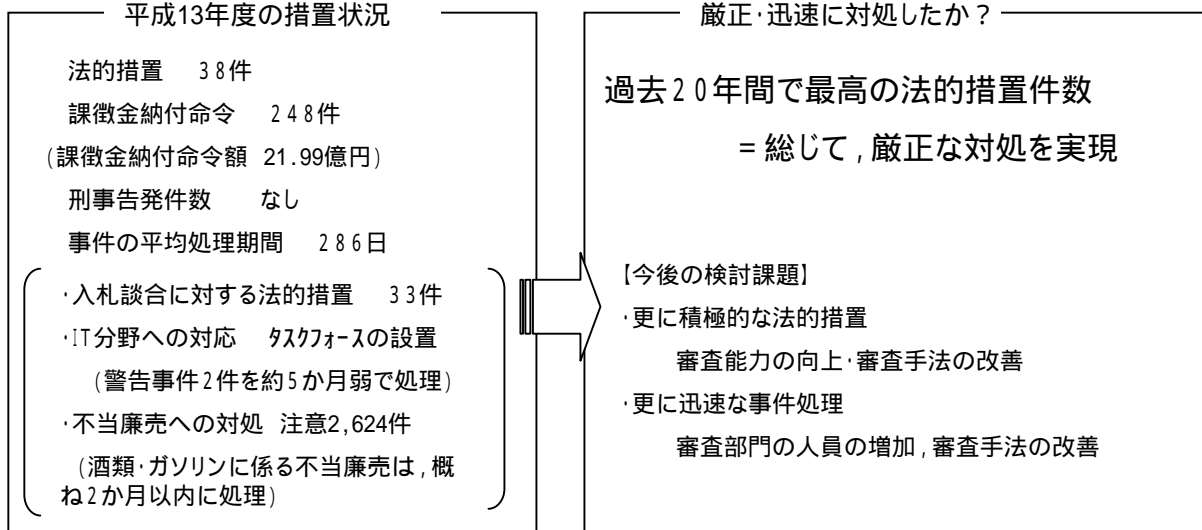 平成13年度の措置状況
法的措置 38件
課徴金納付命令 248件
(課徴金納付命令額 21.99億円)
刑事告発件数 なし
事件の平均処理期間 286日
・入札談合に対する法的措置 33件
・IT分野への対応 ﾀｽｸﾌｫｰｽの設置
(警告事件2件を約5か月弱で処理)
・不当廉売への対処 注意2,624件
(酒類・ガソリンに係る不当廉売は,概
ね2か月以内に処理)
厳正・迅速に対処したか?
過去20年間で最高の法的措置件数
=総じて,厳正な対処を実現
【今後の検討課題】
・更に積極的な法的措置
審査能力の向上・審査手法の改善
・更に迅速な事件処理
審査部門の人員の増加,審査手法の改善